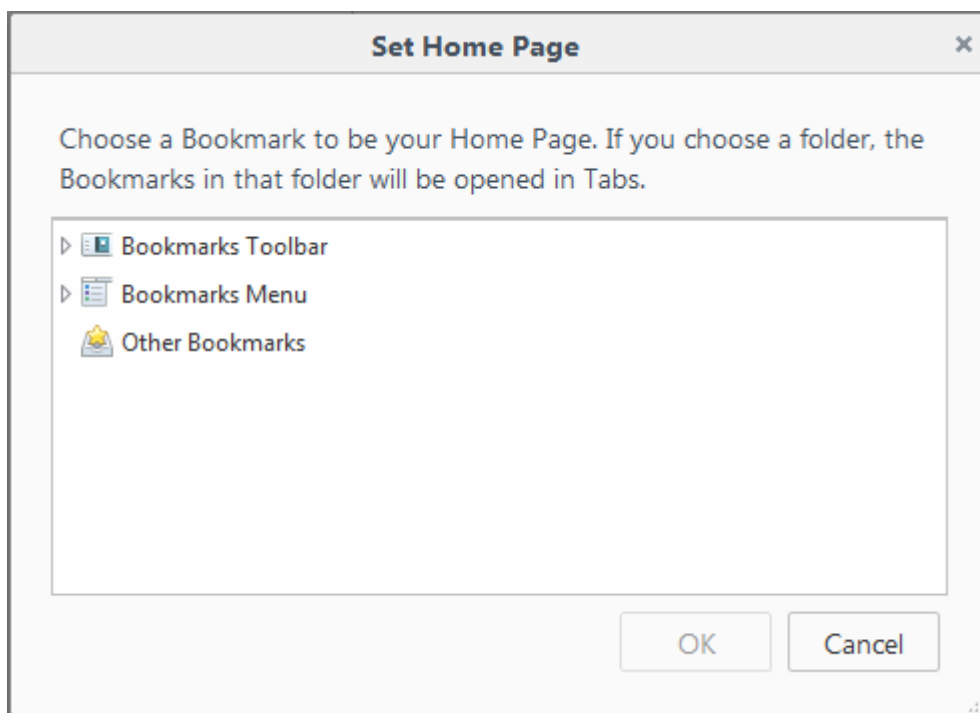 Set Home Page
Choose a Bookmark to be your Home Page. If you choose a folder, the
Bookmarks in that folder will be opened in Tabs.
Bookmarks Toolbar
Bookmarks Menu
Other Bookmarks
OK Cancel